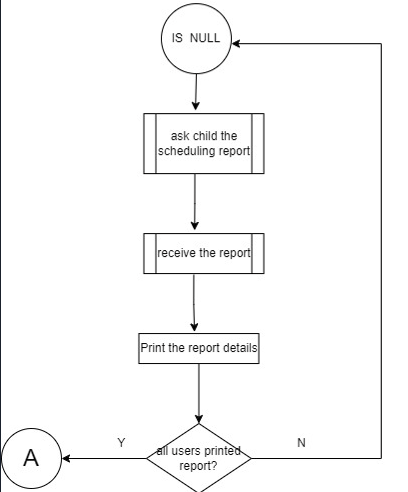 IS NULL
ask child the
scheduling report
receive the report
Print the report details
all users printed
report?
Y
N
A